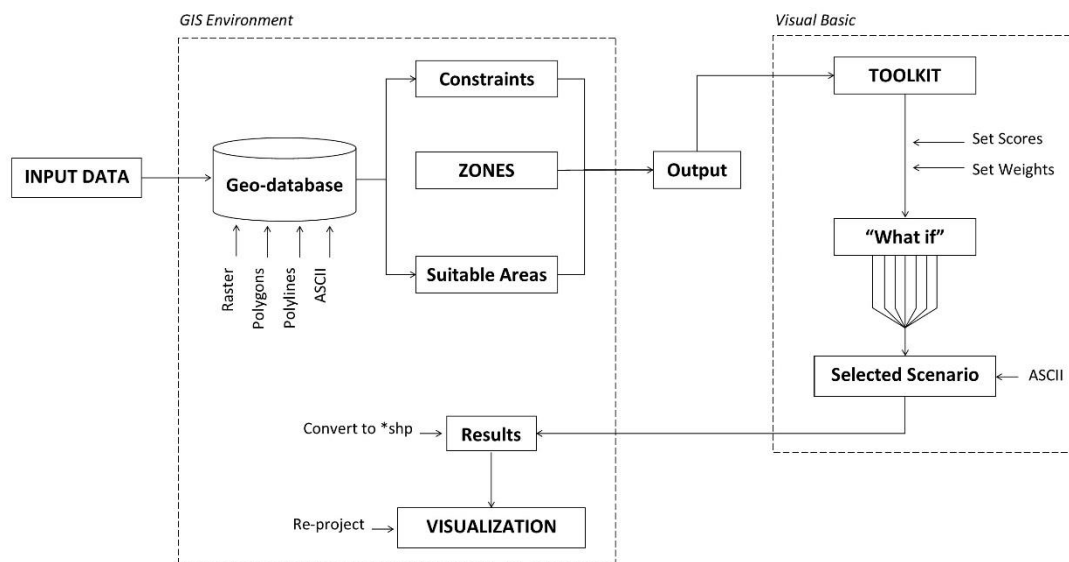 GIS Environment
Visual Basic
INPUT DATA
Geo-database
Raster
Polygons
Polylines
ASCII
Constraints
ZONES
Suitable Areas
Output
TOOLKIT
Set Scores
Set Weights
“What if”
Selected Scenario
ASCII
Convert to *shp
Results
Re-project
VISUALIZATION